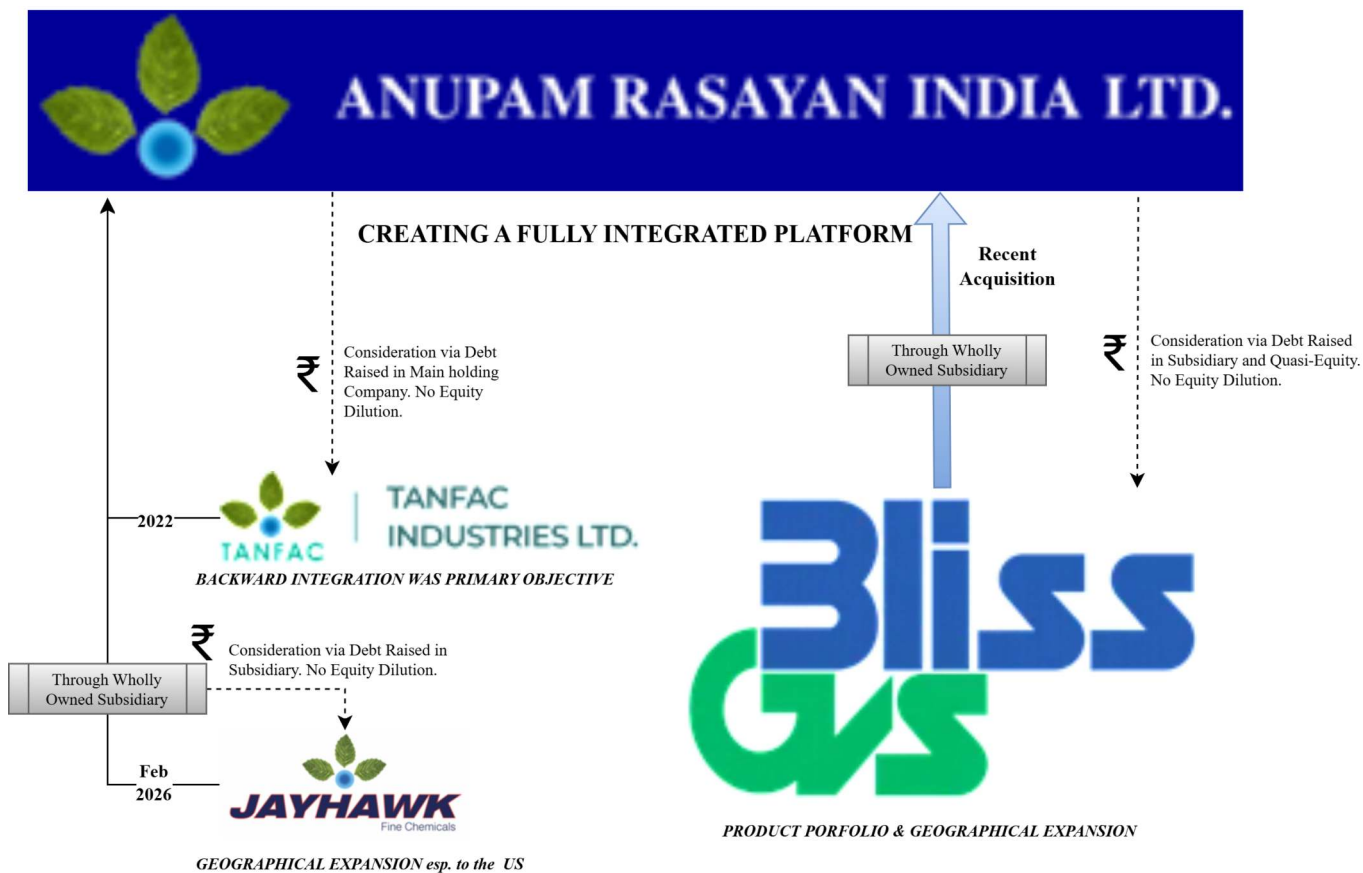 ANUPAM RASAYAN INDIA LTD.
CREATING A FULLY INTEGRATED PLATFORM
Recent
Acquisition
₹
Consideration via Debt
Raised in Main holding
Company. No Equity
Dilution.
Through Wholly
Owned Subsidiary
₹
Consideration via Debt Raised
in Subsidiary and Quasi-Equity.
No Equity Dilution.
2022
TANFAC
TANFAC
INDUSTRIES LTD.
BACKWARD INTEGRATION WAS PRIMARY OBJECTIVE
₹
Consideration via Debt Raised in
Subsidiary. No Equity Dilution.
Through Wholly
Owned Subsidiary
Feb
2026
JAYHAWK
Fine Chemicals
GEOGRAPHICAL EXPANSION esp. to the US
Bliss
GVS
PRODUCT PORFOLIO & GEOGRAPHICAL EXPANSION